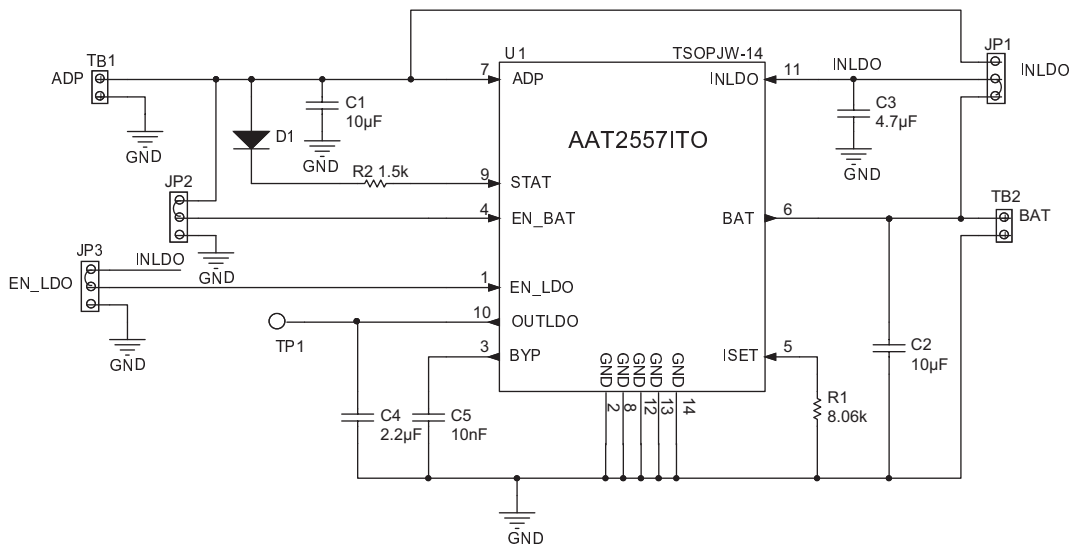 U1
TSOPJW-14
AAT2557ITO
TB1
ADP
GND
C1
10µF
GND
D1
R2 1.5k
7
ADP
9
STAT
4
EN_BAT
1
EN_LDO
10
OUTLDO
3
BYP
INLDO
11
INLDO
JP1
INLDO
C3
4.7µF
GND
BAT
6
TB2
BAT
JP2
GND
JP3
INLDO
EN_LDO
GND
TP1
C4
2.2µF
C5
10nF
GND
GND
GND
GND
GND
2
8
12
13
14
ISET
5
R1
8.06k
C2
10µF
GND